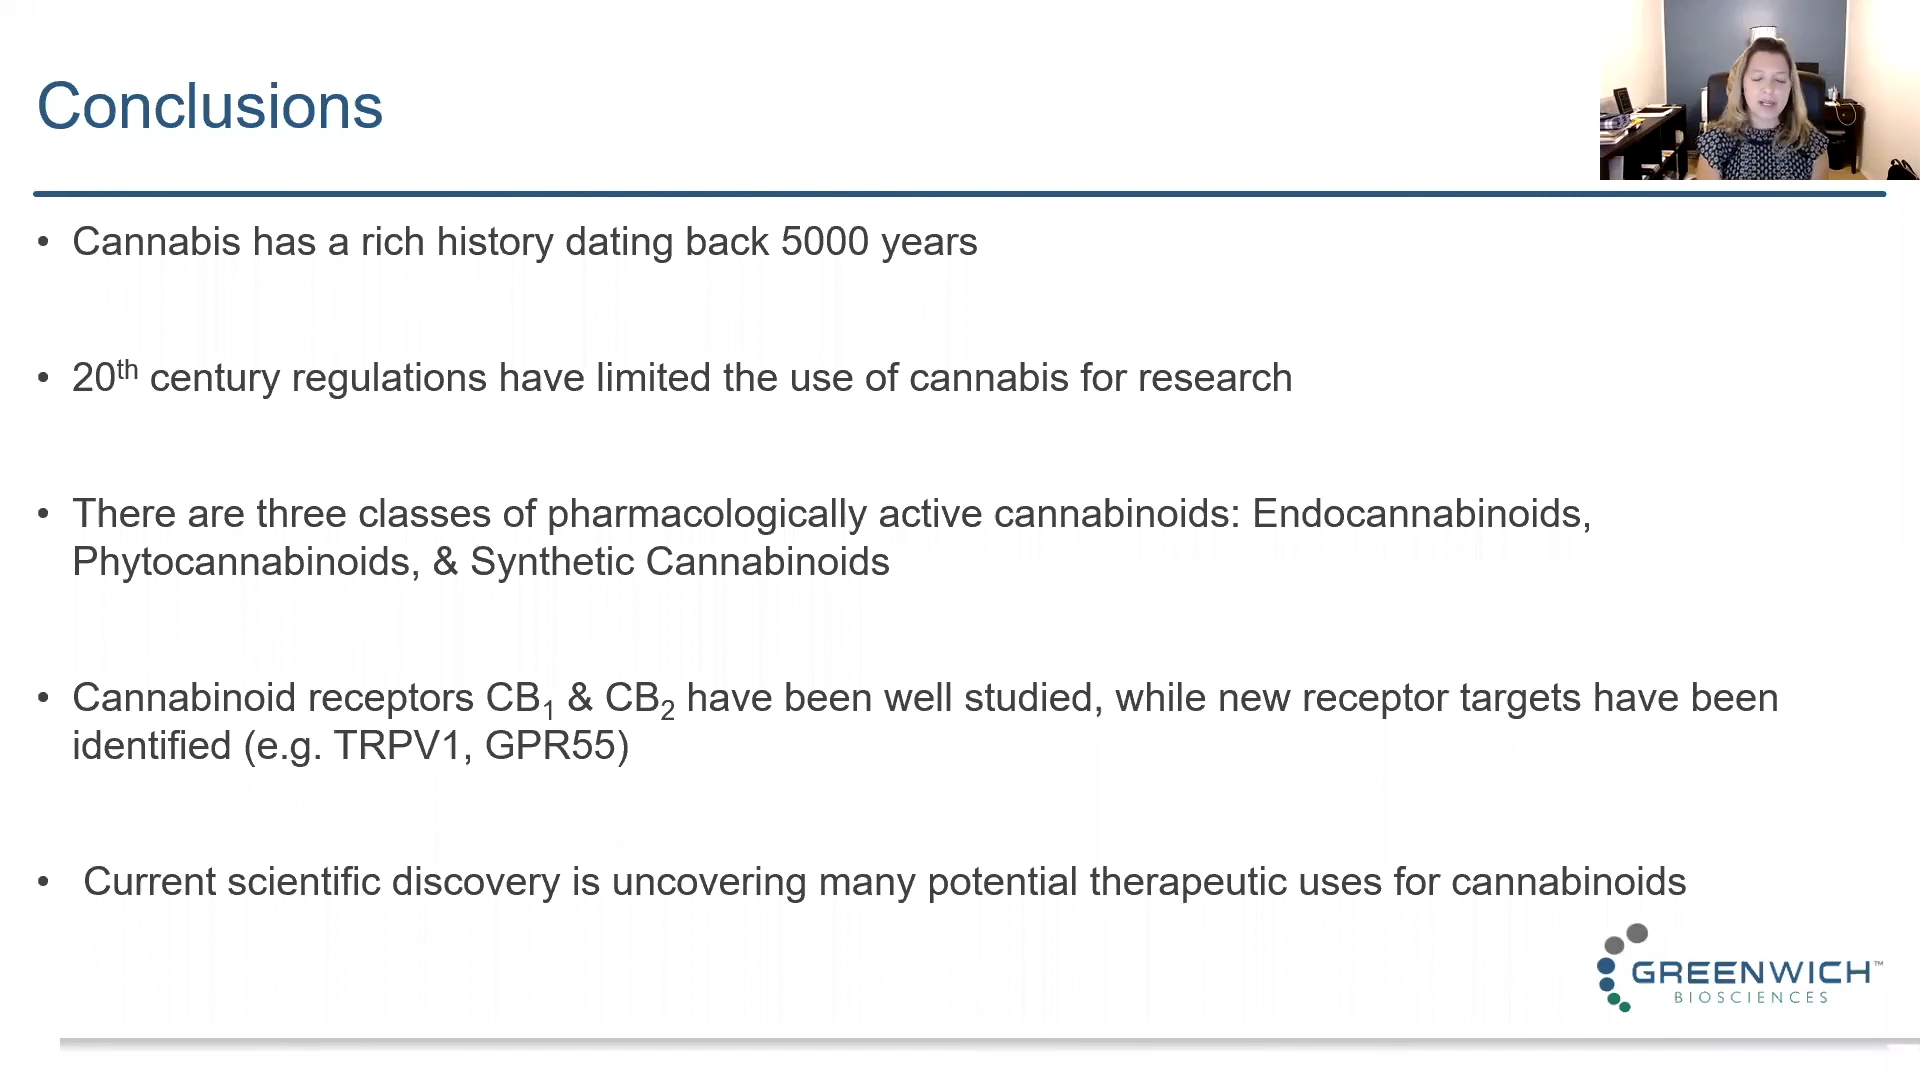 Conclusions
• Cannabis has a rich history dating back 5000 years
• 20th century regulations have limited the use of cannabis for research
• There are three classes of pharmacologically active cannabinoids: Endocannabinoids,
Phytocannabinoids, & Synthetic Cannabinoids
• Cannabinoid receptors CB1 & CB2 have been well studied, while new receptor targets have been
identified (e.g. TRPV1, GPR55)
• Current scientific discovery is uncovering many potential therapeutic uses for cannabinoids
GREENWICH™
BIOSCIENCES